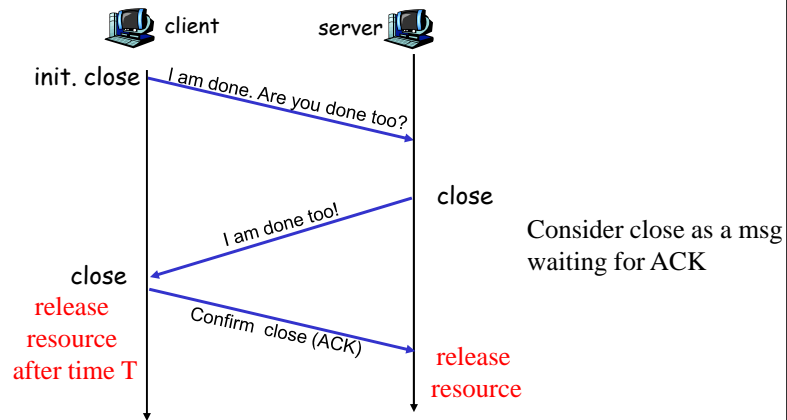 client
server
init. close
I am done. Are you done too?
close
I am done too!
Consider close as a msg
waiting for ACK
close
release
resource
after time T
Confirm close (ACK)
release
resource